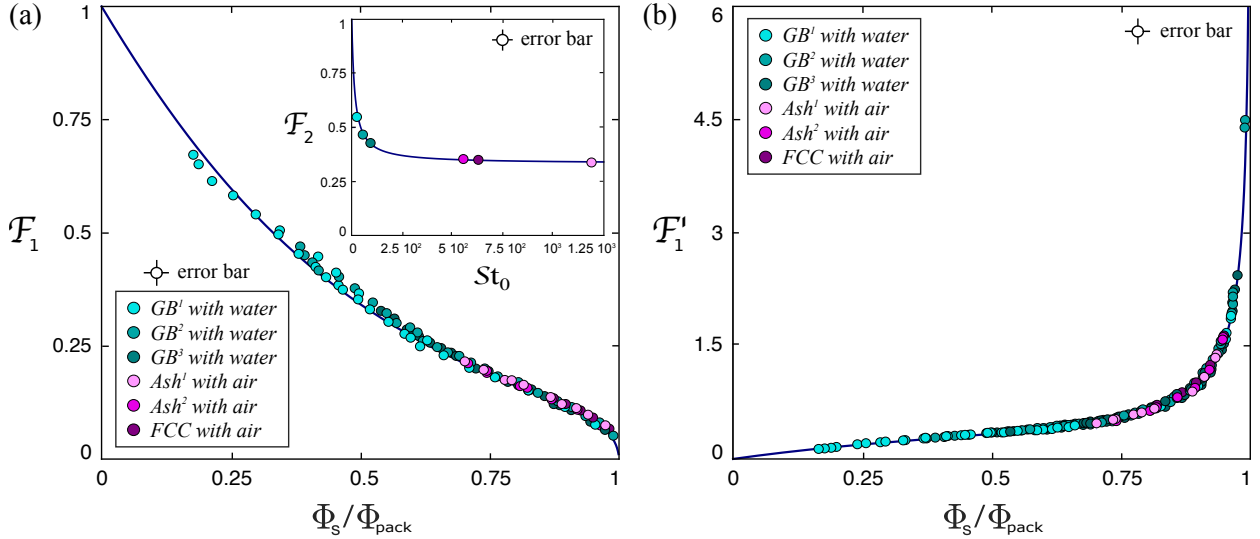 (a)
1
0.75
0.5
0.25
0
ℱ1
0
0.25
0.5
0.75
1
Φs/Φpack
error bar
GB¹ with water
GB² with water
GB³ with water
Ash¹ with air
Ash² with air
FCC with air
1
0.75
0.5
0.25
0
ℱ2
error bar
0
2.5 10²
5 10²
7.5 10²
1.25 10³
St0
(b)
6
4.5
3
1.5
0
ℱ'1
0
0.25
0.5
0.75
1
Φs/Φpack
GB¹ with water
GB² with water
GB³ with water
Ash¹ with air
Ash² with air
FCC with air
error bar